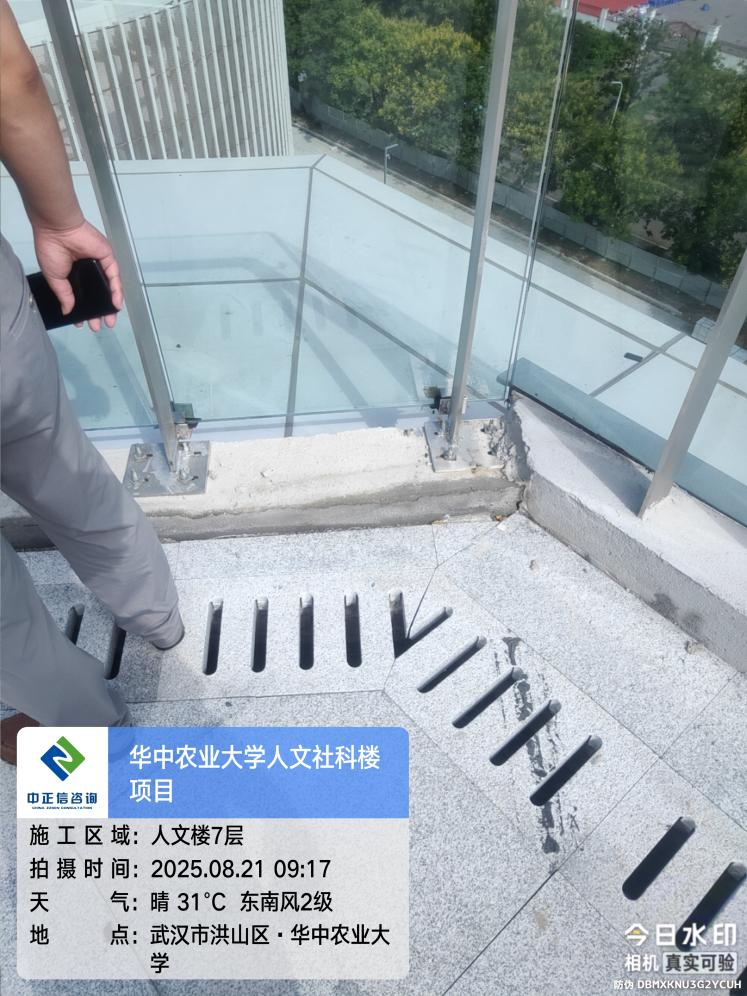 华中农业大学人文社科楼
项目
中正信咨询
施工区域：人文楼7层
拍摄时间：2025.08.21 09:17
天气：晴 31℃ 东南风2级
地点：武汉市洪山区·华中农业大
学
今日水印
相机 真实可验
防伪 DBMXKNU3G2YCUH